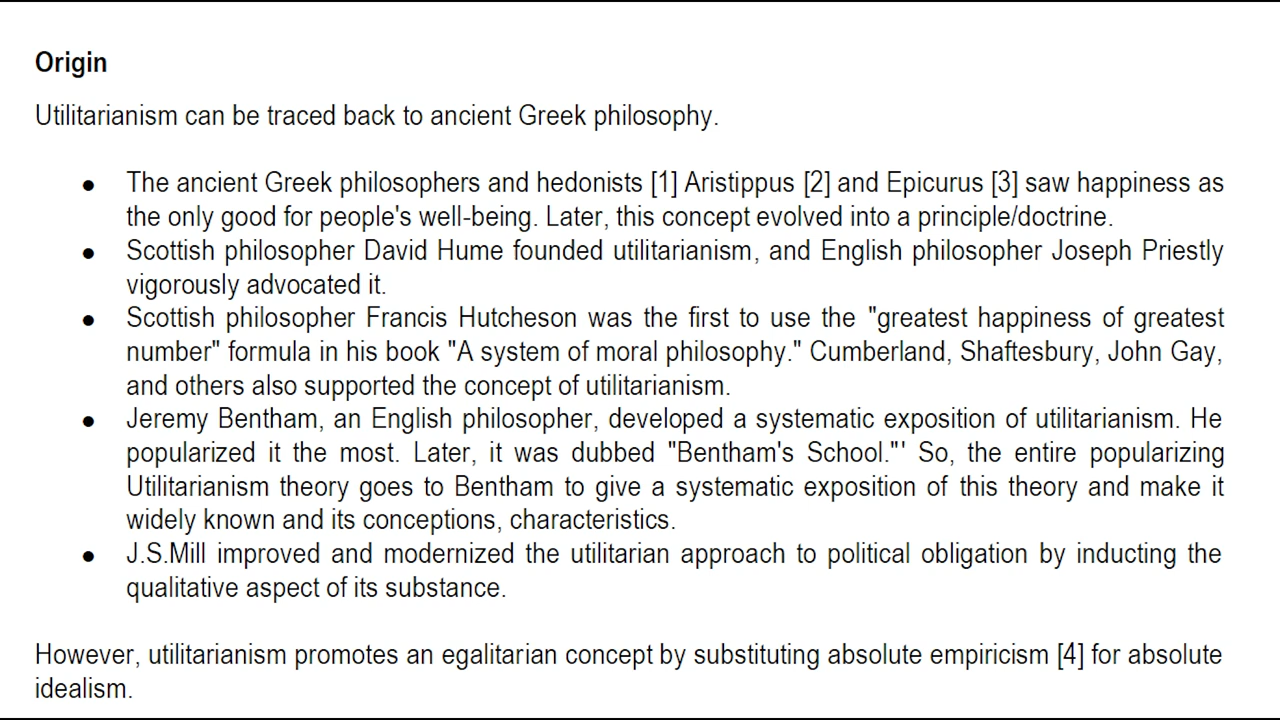 Origin
Utilitarianism can be traced back to ancient Greek philosophy.
● The ancient Greek philosophers and hedonists [1] Aristippus [2] and Epicurus [3] saw happiness as
the only good for people's well-being. Later, this concept evolved into a principle/doctrine.
● Scottish philosopher David Hume founded utilitarianism, and English philosopher Joseph Priestly
vigorously advocated it.
● Scottish philosopher Francis Hutcheson was the first to use the "greatest happiness of greatest
number" formula in his book "A system of moral philosophy." Cumberland, Shaftesbury, John Gay,
and others also supported the concept of utilitarianism.
● Jeremy Bentham, an English philosopher, developed a systematic exposition of utilitarianism. He
popularized it the most. Later, it was dubbed "Bentham's School."' So, the entire popularizing
Utilitarianism theory goes to Bentham to give a systematic exposition of this theory and make it
widely known and its conceptions, characteristics.
● J.S.Mill improved and modernized the utilitarian approach to political obligation by inducting the
qualitative aspect of its substance.
However, utilitarianism promotes an egalitarian concept by substituting absolute empiricism [4] for absolute
idealism.